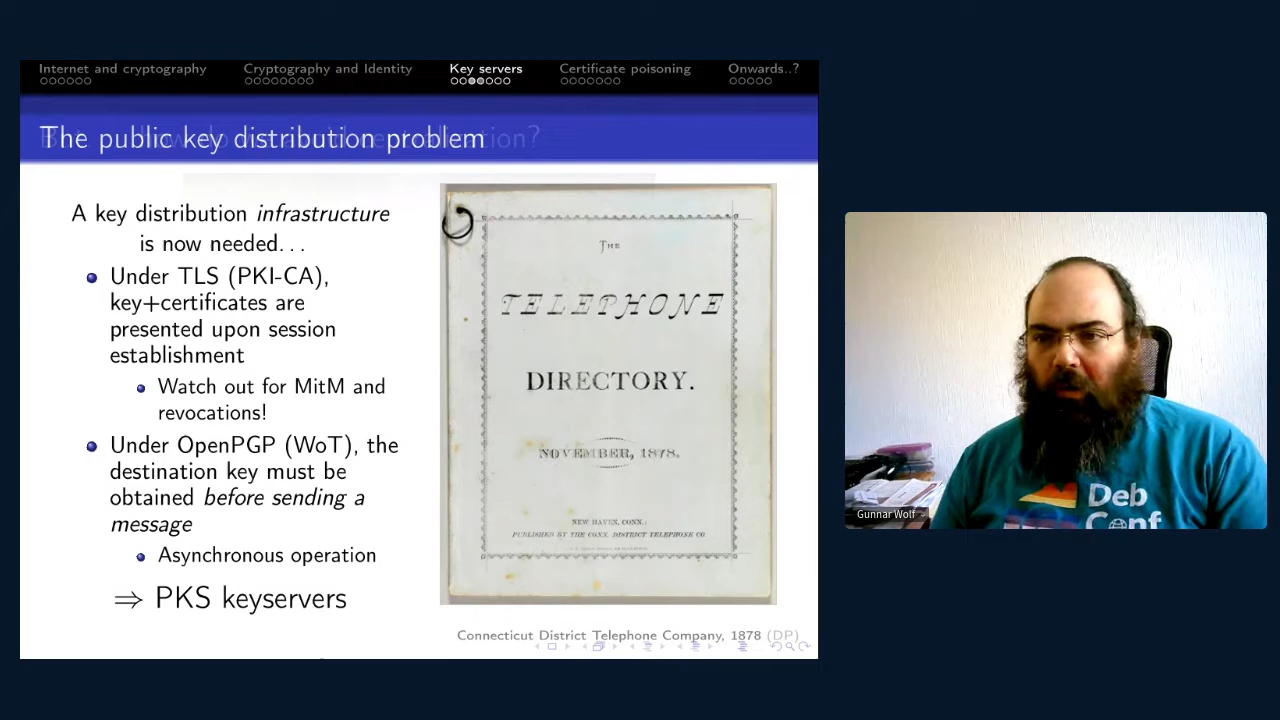 Internet and cryptography Cryptography and Identity Key servers Certificate poisoning Onwards..?
The public key distribution problem
A key distribution infrastructure
is now needed...
Under TLS (PKI-CA),
key+certificates are
presented upon session
establishment
Watch out for MitM and
revocations!
Under OpenPGP (WoT), the
destination key must be
obtained before sending a
message
Asynchronous operation
⇒ PKS keyservers
THE
TELEPHONE
DIRECTORY.
NOVEMBER, 1878.
NEW HAVEN, CONN.:
PUBLISHED BY THE CONN. DISTRICT TELEPHONE CO
Connecticut District Telephone Company, 1878 (DP)
Deb
Conf
Gunnar Wolf